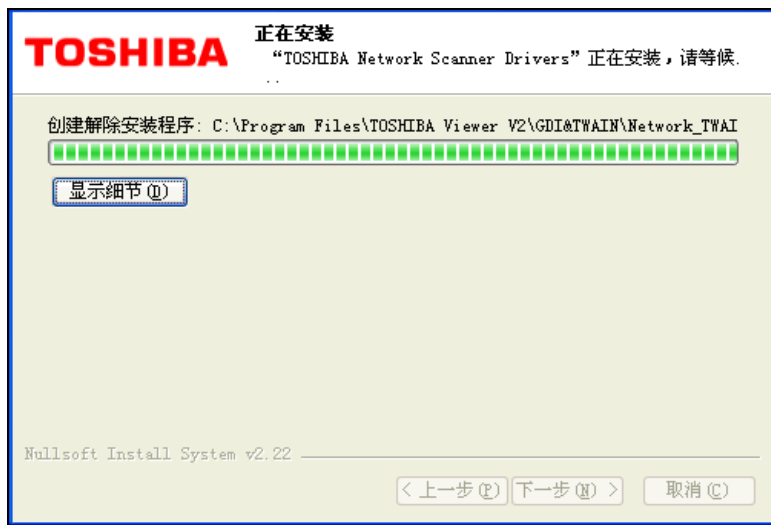 TOSHIBA
正在安装
“TOSHIBA Network Scanner Drivers”正在安装，请等候.
..
创建解除安装程序: C:\Program Files\TOSHIBA Viewer V2\GDI&TWAIN\Network_TWAI
显示细节(D)
Nullsoft Install System v2.22
< 上一步(P) 下一步(N) > 取消(C)